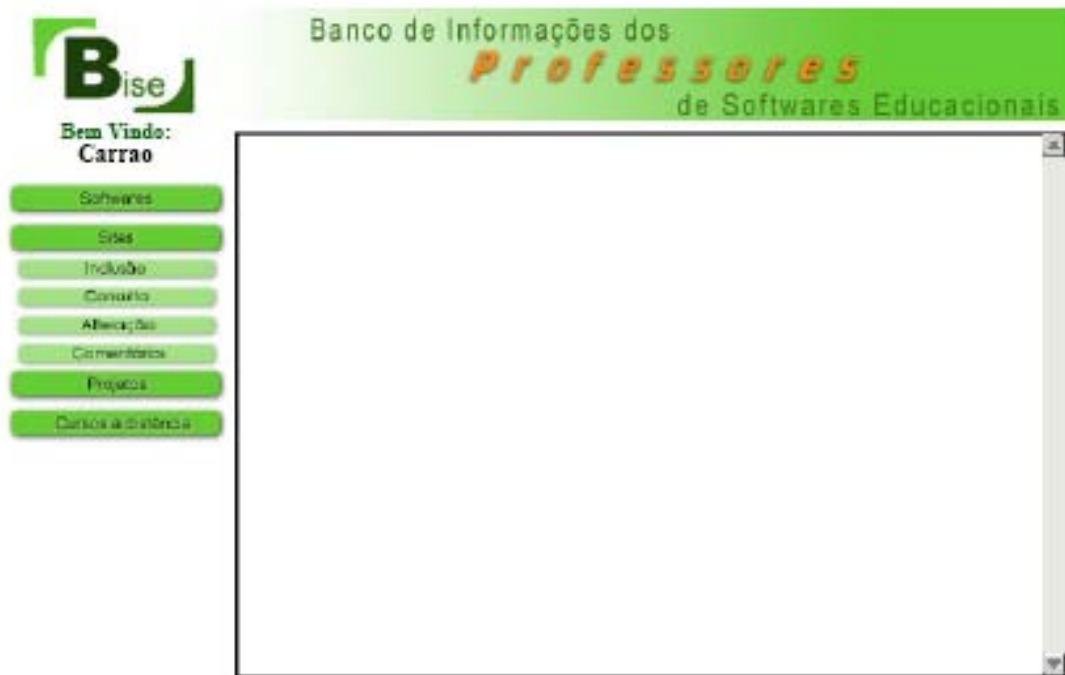 Bise
Banco de Informações dos
Professores
de Softwares Educacionais
Bem Vindo:
Carrao
Softwares
Sites
Inclusão
Consulta
Alteração
Comentários
Projetos
Cursos a distância